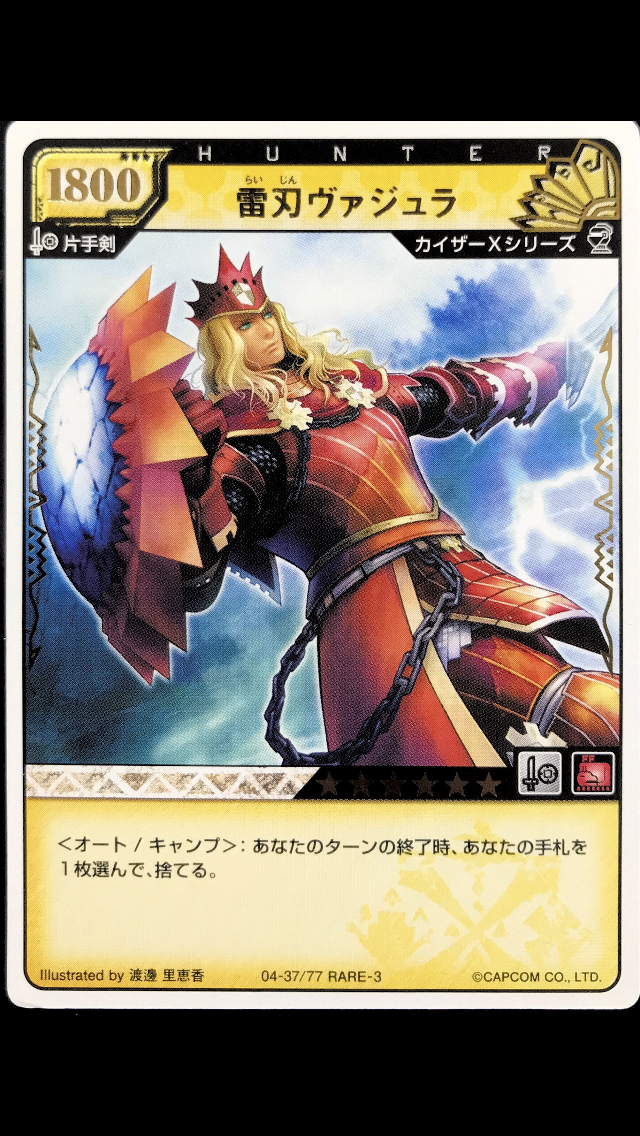 HUNTER
1800
らい じん
雷刃ヴァジュラ
片手剣
カイザーXシリーズ
FF
<オート / キャンプ>: あなたのターンの終了時、あなたの手札を
1枚選んで、捨てる。
Illustrated by 渡邊 里恵香
04-37/77 RARE-3
©CAPCOM CO., LTD.